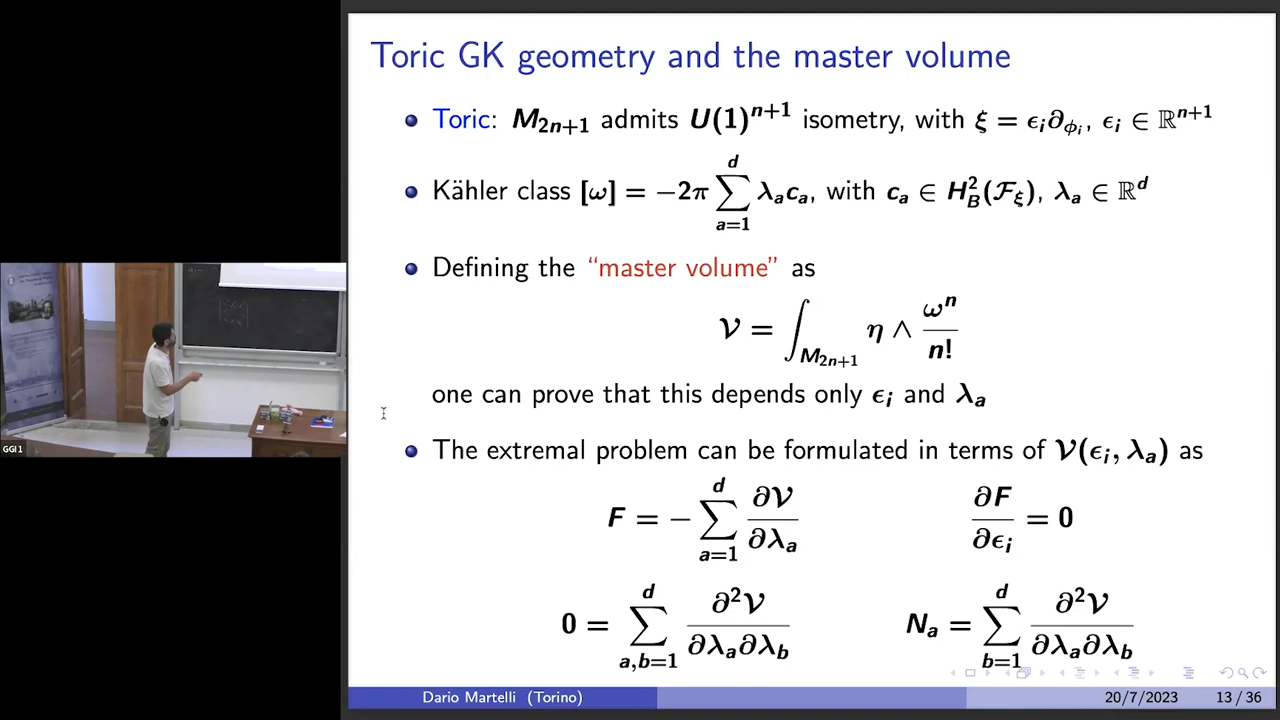 Toric GK geometry and the master volume
Toric: M_{2n+1} admits U(1)^{n+1} isometry, with ξ = ϵ_i ∂_{ϕ_i}, ϵ_i ∈ ℝ^{n+1}
Kähler class [ω] = −2π ∑_{a=1}^{d} λ_a c_a, with c_a ∈ H_B^2(ℱ_ξ), λ_a ∈ ℝ^d
Defining the “master volume” as
𝒱 = ∫_{M_{2n+1}} η ∧ ω^n / n!
one can prove that this depends only ϵ_i and λ_a
The extremal problem can be formulated in terms of 𝒱(ϵ_i, λ_a) as
F = − ∑_{a=1}^{d} ∂𝒱/∂λ_a    ∂F/∂ϵ_i = 0
0 = ∑_{a,b=1}^{d} ∂²𝒱/∂λ_a∂λ_b    N_a = ∑_{b=1}^{d} ∂²𝒱/∂λ_a∂λ_b
Dario Martelli (Torino) 20/7/2023 13 / 36
GGI 1